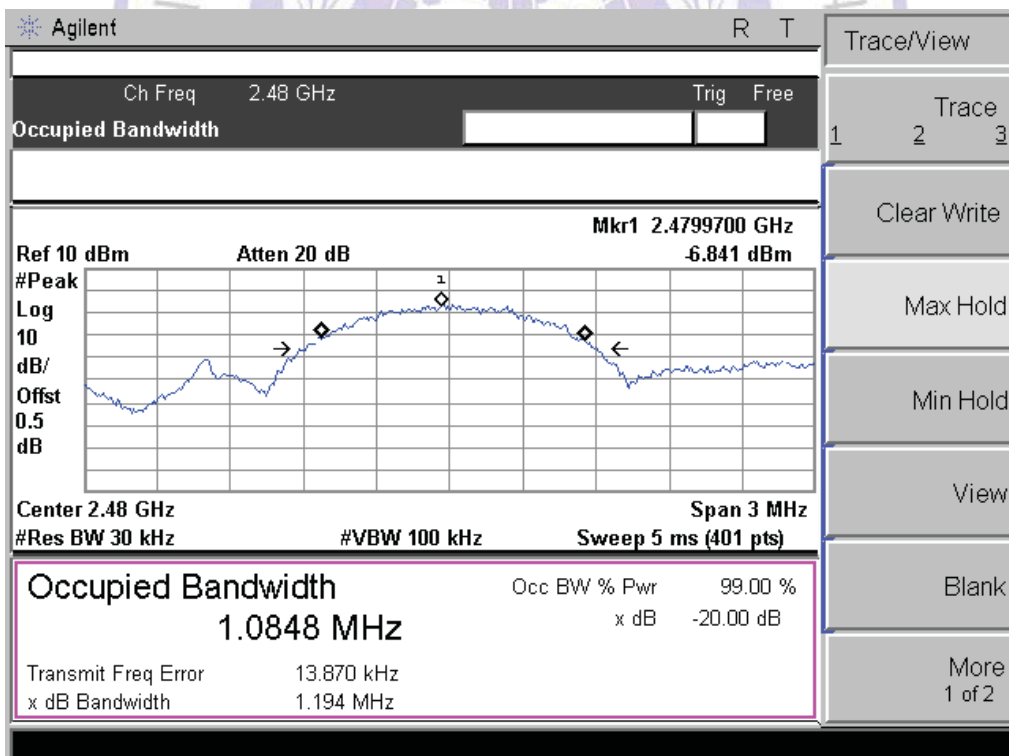 Agilent R T
Trace/View
Ch Freq 2.48 GHz Trig Free
Occupied Bandwidth
Trace
1 2 3
Clear Write
Mkr1 2.4799700 GHz
Ref 10 dBm Atten 20 dB -6.841 dBm
#Peak
Log
10
dB/
Offst
0.5
dB
1
Max Hold
Min Hold
View
Center 2.48 GHz Span 3 MHz
#Res BW 30 kHz #VBW 100 kHz Sweep 5 ms (401 pts)
Occupied Bandwidth
1.0848 MHz
Occ BW % Pwr 99.00 %
x dB -20.00 dB
Transmit Freq Error 13.870 kHz
x dB Bandwidth 1.194 MHz
Blank
More
1 of 2